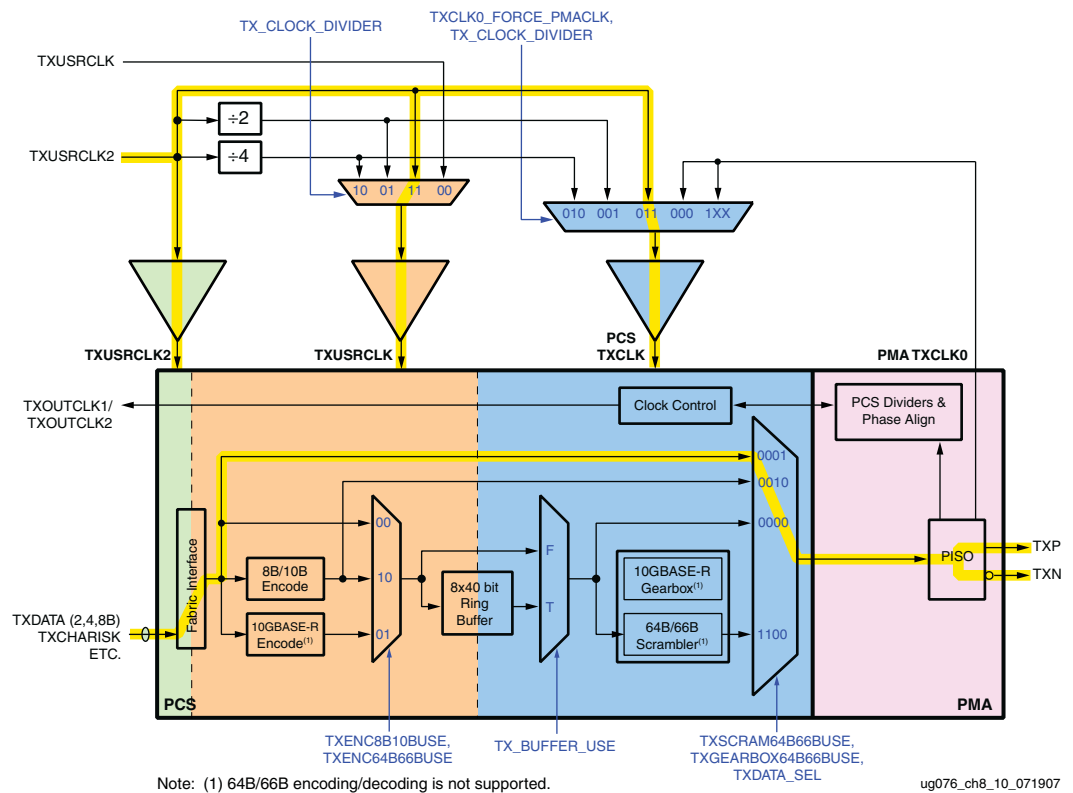 TX_CLOCK_DIVIDER
TXCLK0_FORCE_PMACLK,
TX_CLOCK_DIVIDER
TXUSRCLK
÷2
TXUSRCLK2
÷4
10 01 11 00
010 001 011 000 1XX
TXUSRCLK2
TXUSRCLK
PCS
TXCLK
PMA TXCLK0
TXOUTCLK1/
TXOUTCLK2
Clock Control
PCS Dividers &
Phase Align
0001
0010
00
0000
Fabric Interface
8B/10B
Encode
10
F
8x40 bit
Ring
Buffer
T
10GBASE-R
Gearbox(1)
PISO
TXP
TXN
TXDATA (2,4,8B)
TXCHARISK
ETC.
10GBASE-R
Encode(1)
01
64B/66B
Scrambler(1)
1100
PCS
PMA
TXENC8B10BUSE,
TXENC64B66BUSE
TX_BUFFER_USE
TXSCRAM64B66BUSE,
TXGEARBOX64B66BUSE,
TXDATA_SEL
Note: (1) 64B/66B encoding/decoding is not supported.
ug076_ch8_10_071907